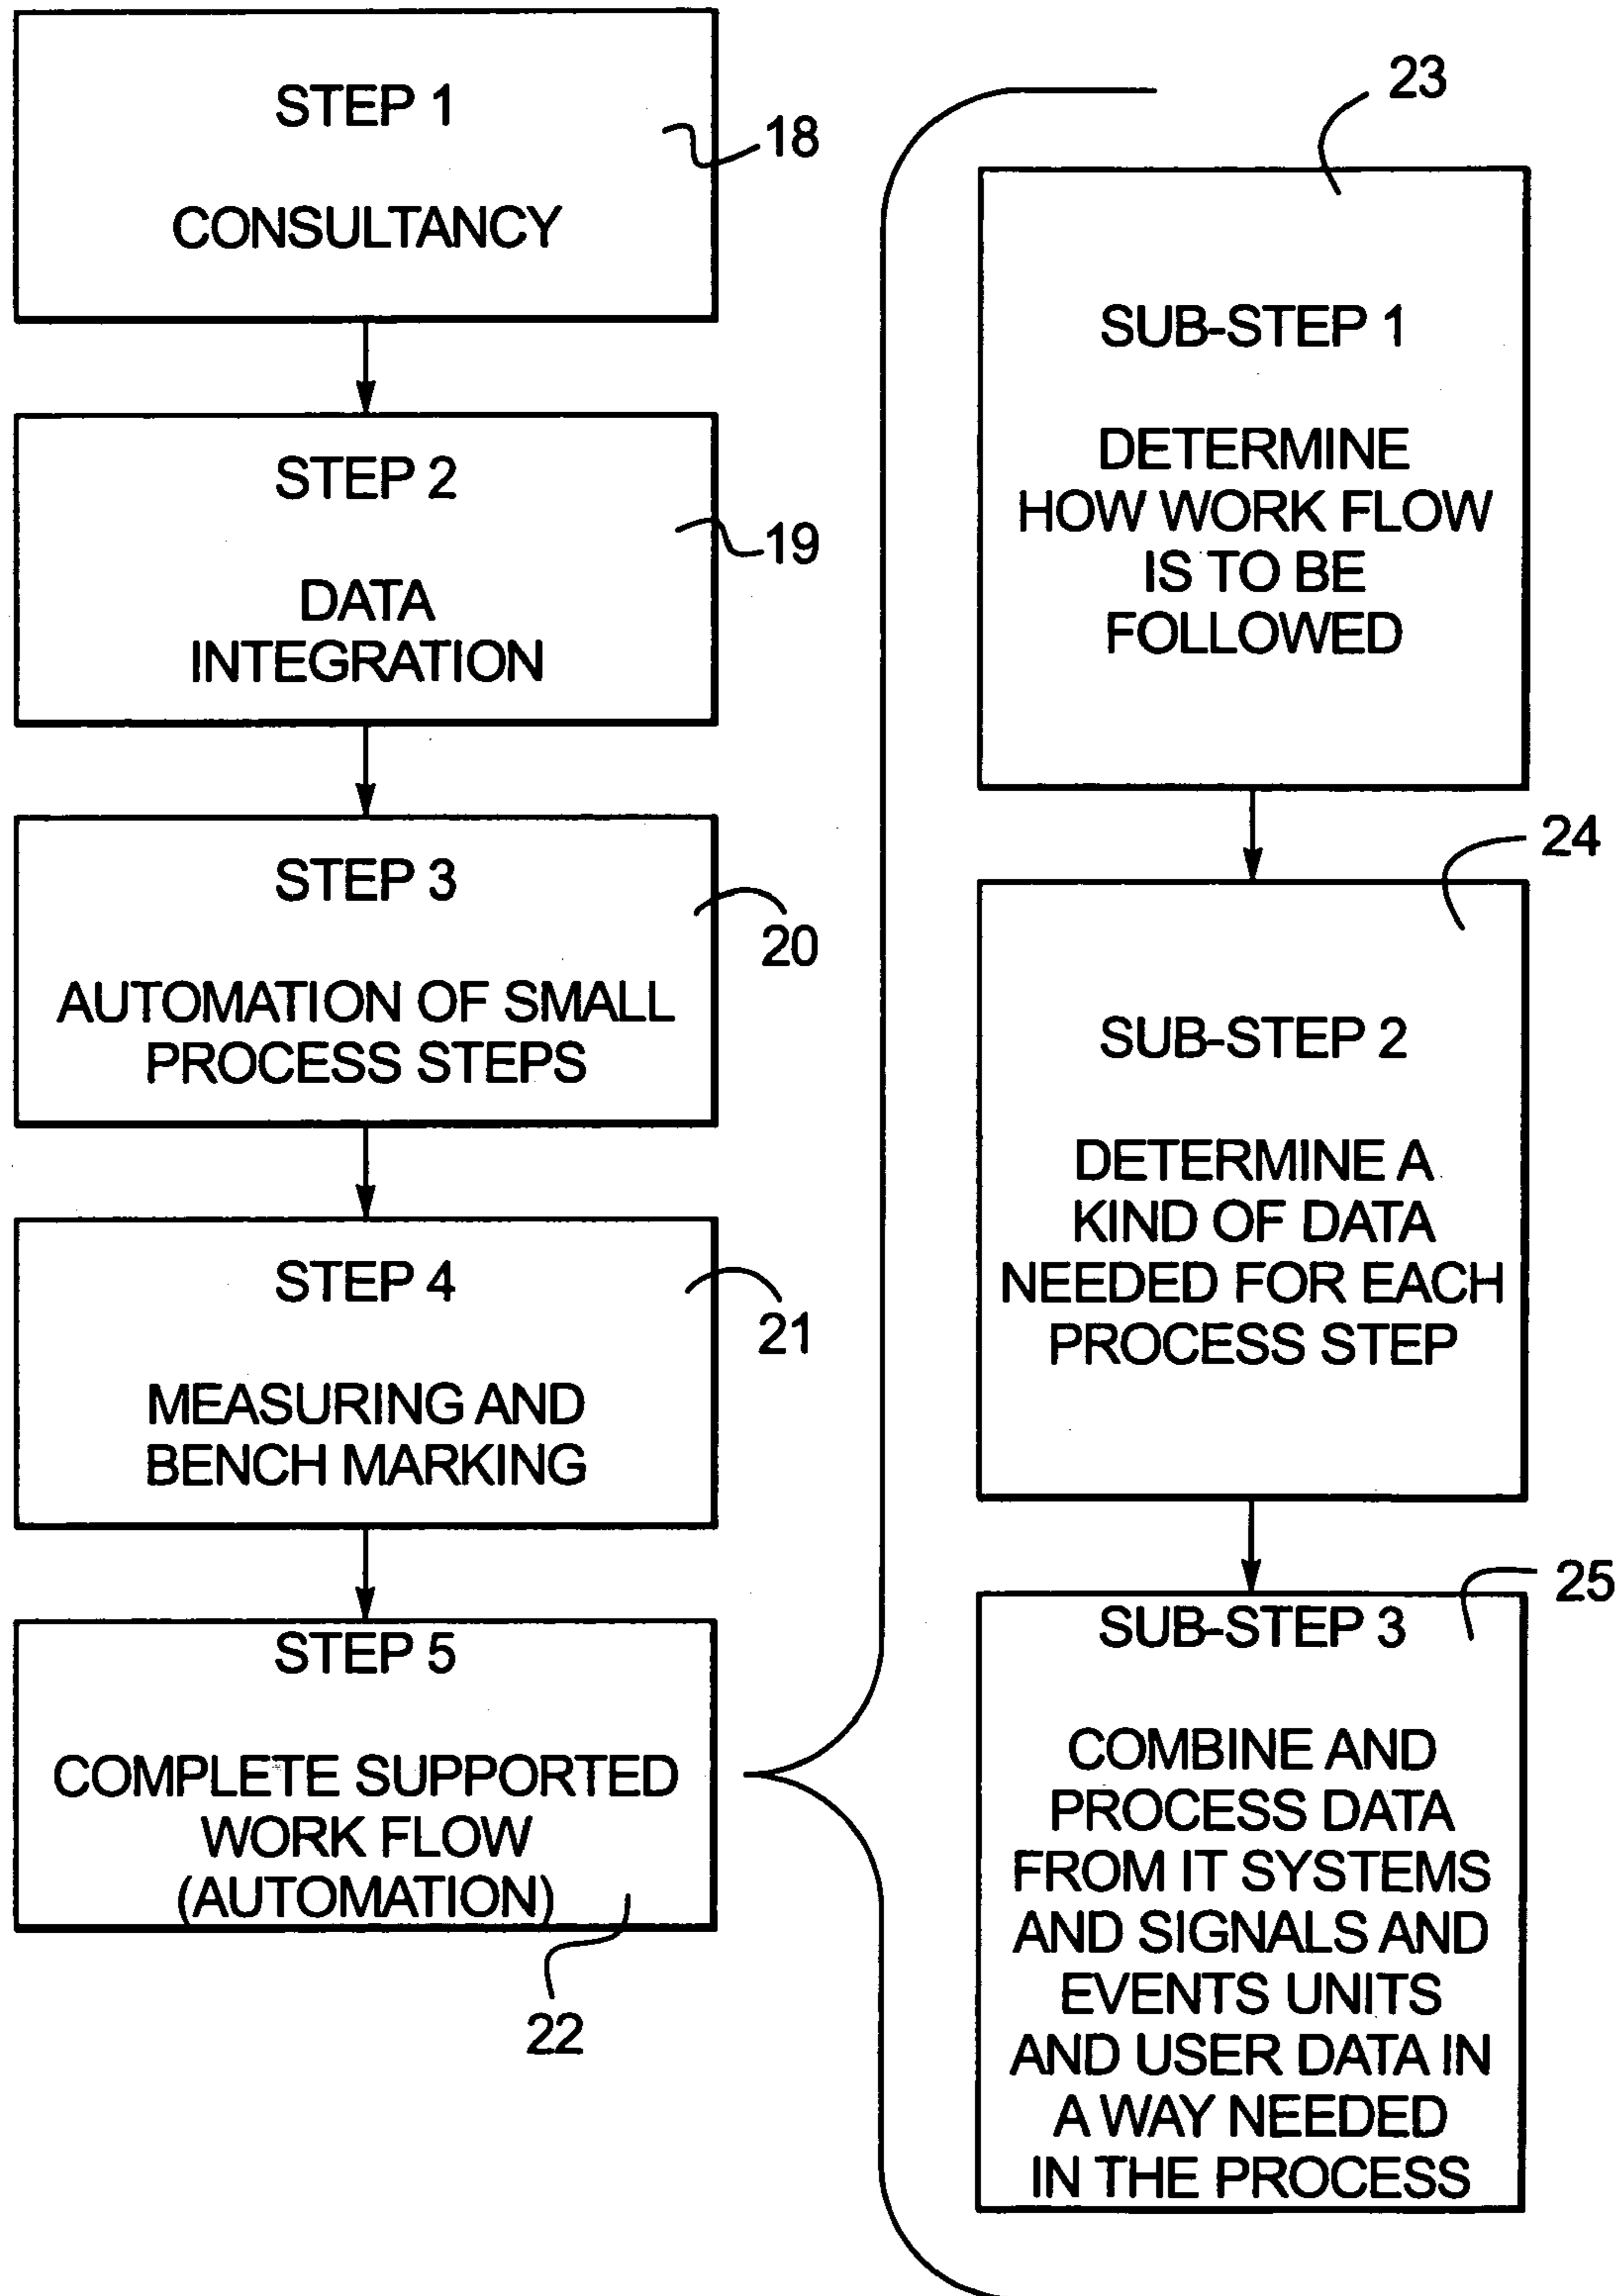 STEP 1
CONSULTANCY
18
STEP 2
DATA
INTEGRATION
19
STEP 3
AUTOMATION OF SMALL
PROCESS STEPS
20
STEP 4
MEASURING AND
BENCH MARKING
21
STEP 5
COMPLETE SUPPORTED
WORK FLOW
(AUTOMATION)
22
23
SUB-STEP 1
DETERMINE
HOW WORK FLOW
IS TO BE
FOLLOWED
24
SUB-STEP 2
DETERMINE A
KIND OF DATA
NEEDED FOR EACH
PROCESS STEP
25
SUB-STEP 3
COMBINE AND
PROCESS DATA
FROM IT SYSTEMS
AND SIGNALS AND
EVENTS UNITS
AND USER DATA IN
A WAY NEEDED
IN THE PROCESS